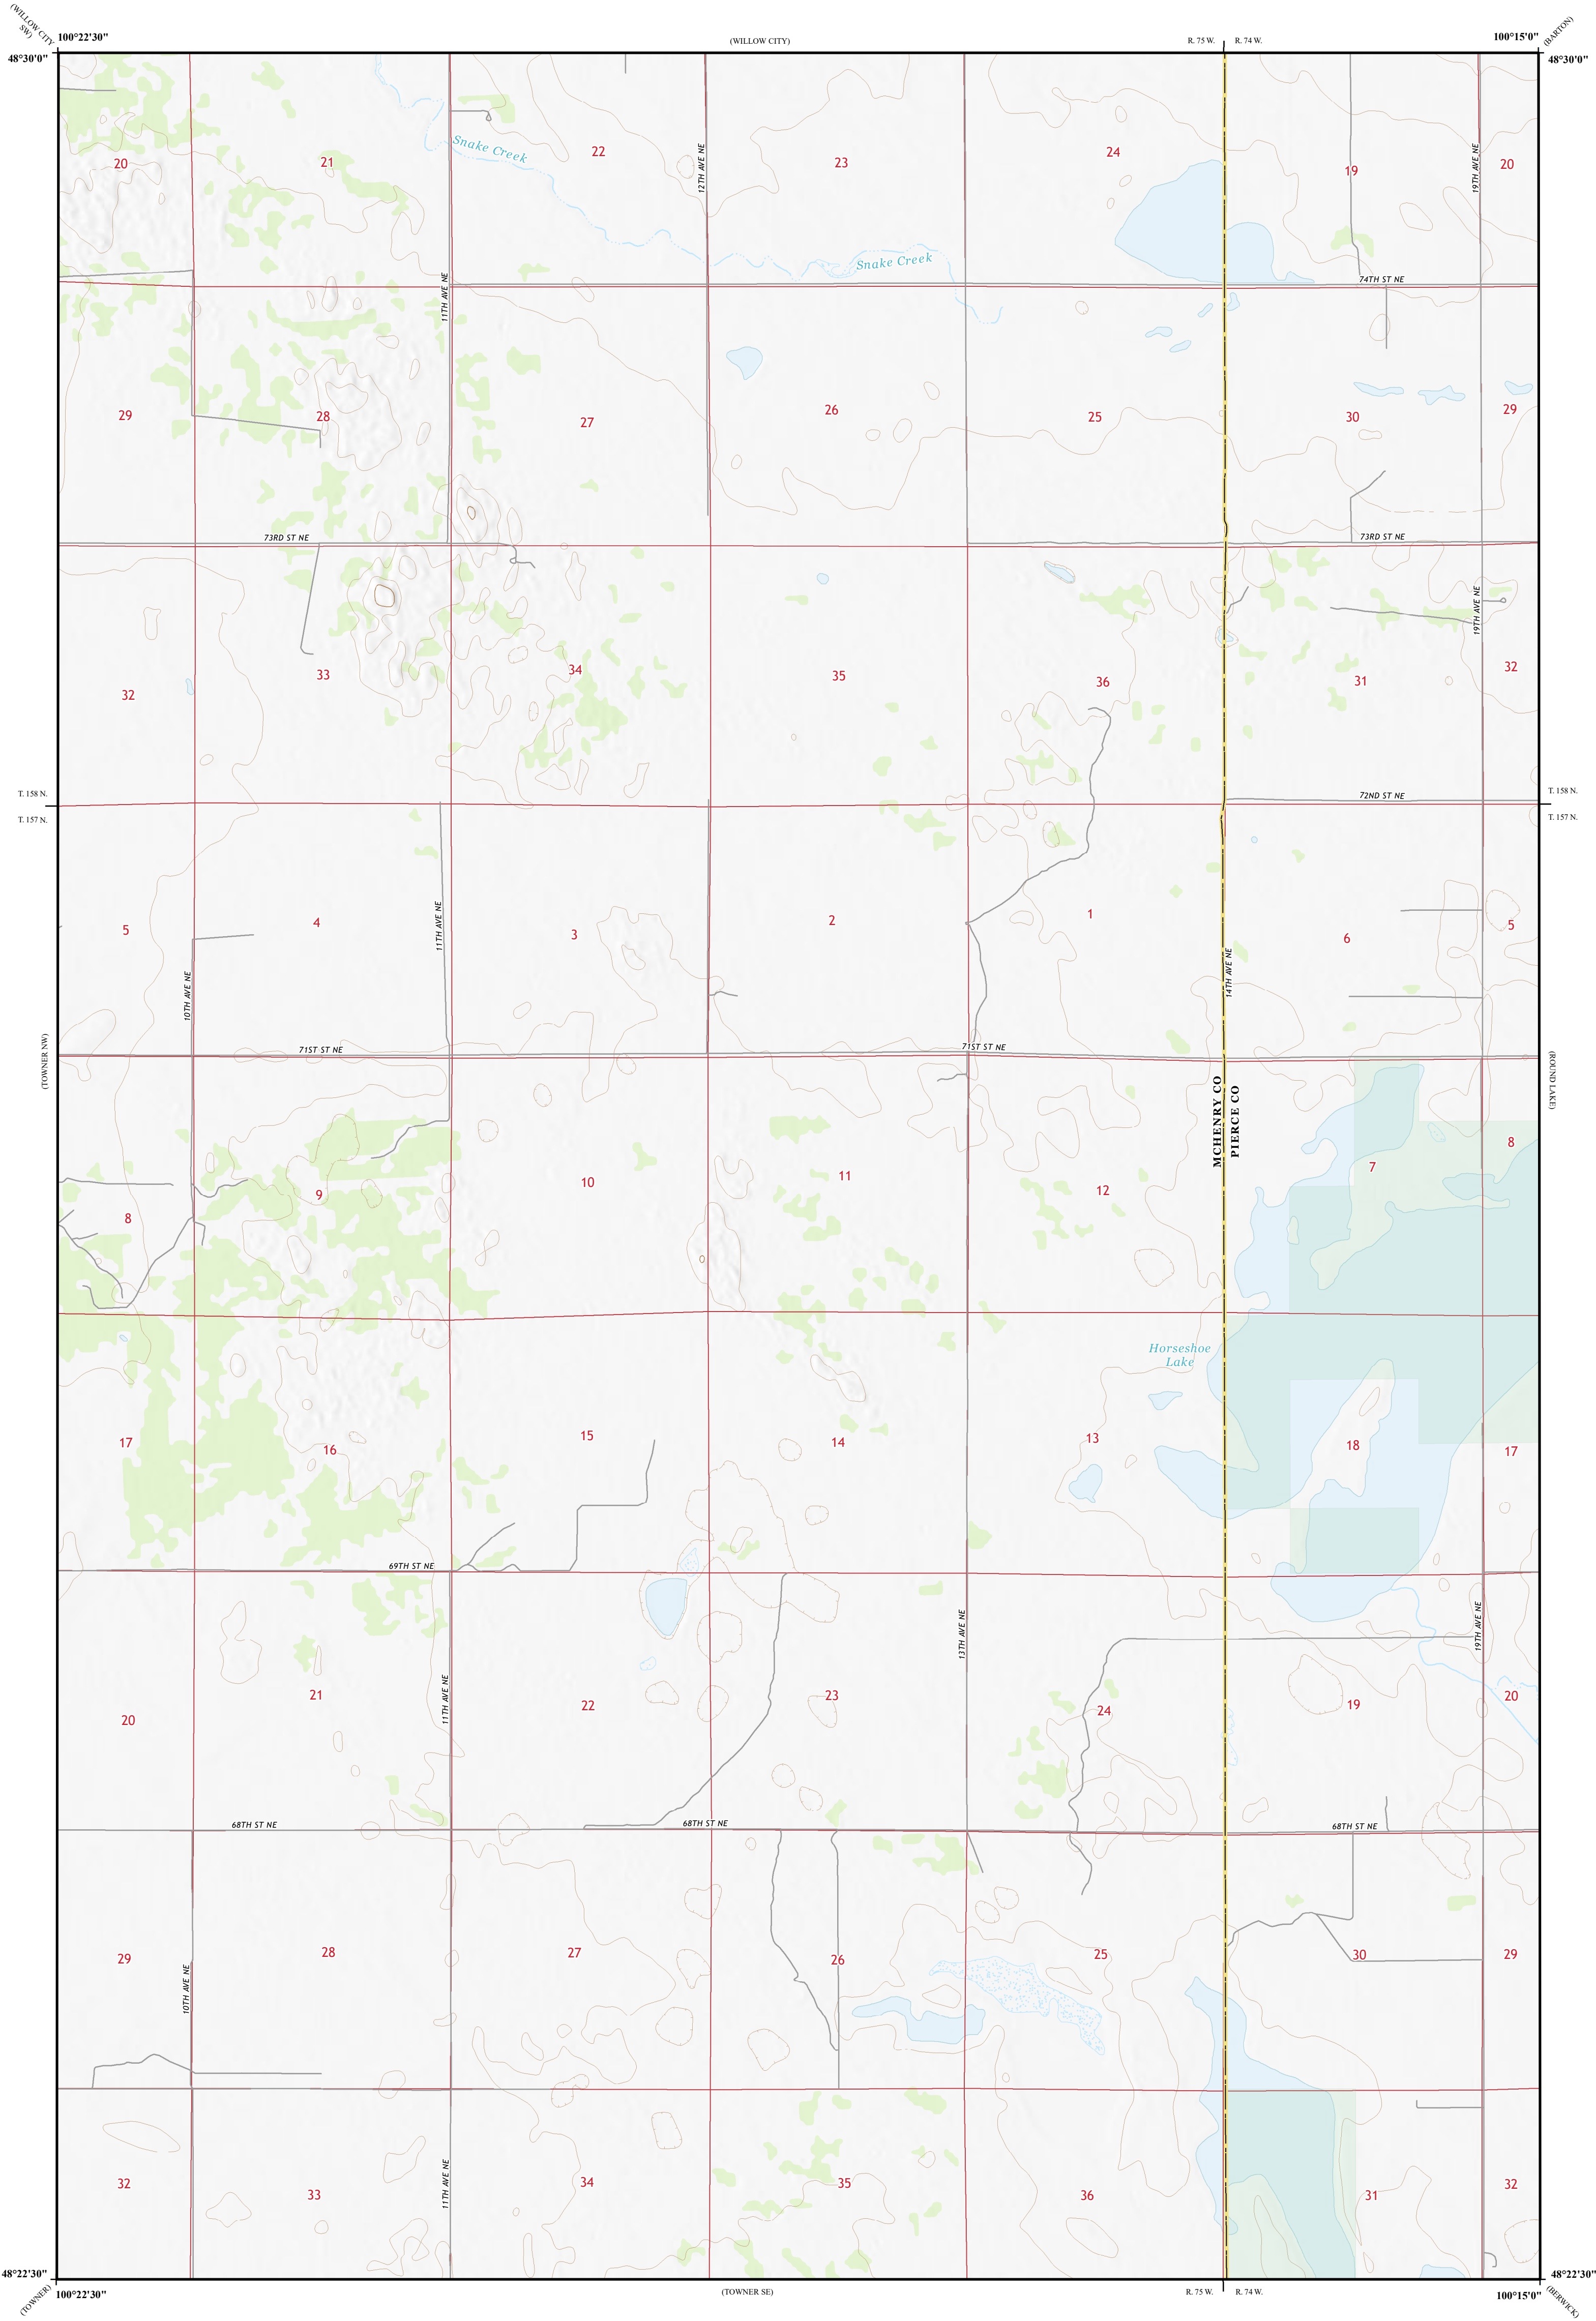 (WILLOW CITY
SW)
100°22'30"
(WILLOW CITY)
R. 75 W.
R. 74 W.
100°15'0"
(BARTON)
48°30'0"
48°30'0"
20
21
Snake Creek
22
12TH AVE NE
23
24
19
19TH AVE NE
20
Snake Creek
11TH AVE NE
74TH ST NE
29
28
27
26
25
30
29
73RD ST NE
73RD ST NE
19TH AVE NE
32
33
34
35
36
31
32
T. 158 N.
T. 158 N.
72ND ST NE
T. 157 N.
T. 157 N.
5
4
11TH AVE NE
3
2
1
6
5
10TH AVE NE
14TH AVE NE
(TOWNER NW)
71ST ST NE
71ST ST NE
(ROUND LAKE)
MCHENRY CO
PIERCE CO
8
9
10
11
12
7
8
Horseshoe
Lake
17
16
15
14
13
18
17
69TH ST NE
13TH AVE NE
19TH AVE NE
20
21
11TH AVE NE
22
23
24
19
20
68TH ST NE
68TH ST NE
68TH ST NE
29
28
27
26
25
30
29
10TH AVE NE
32
33
11TH AVE NE
34
35
36
31
32
48°22'30"
48°22'30"
(TOWNER)
100°22'30"
(TOWNER SE)
R. 75 W.
R. 74 W.
100°15'0"
(BERWICK)